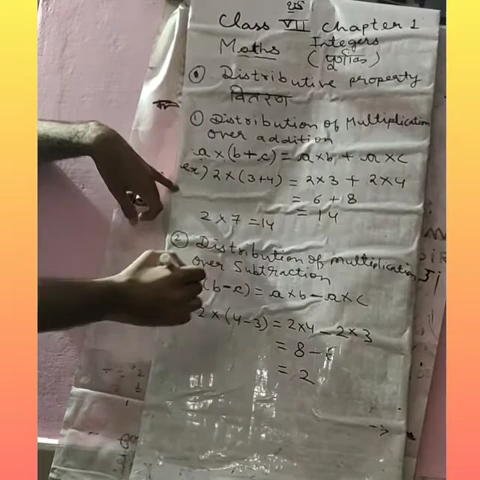 Class VII Chapter 1
Maths Integers
(पूर्णांक)
Distributive property
वितरण
① Distribution of Multiplication
over addition
a×(b+c) = a×b + a×c
ex) 2×(3+4) = 2×3 + 2×4
= 6 + 8
2×7 = 14 = 14
② Distribution of multiplication
over Subtraction
(b-c) = a×b - a×c
2×(4-3) = 2×4 - 2×3
= 8 -
= 2